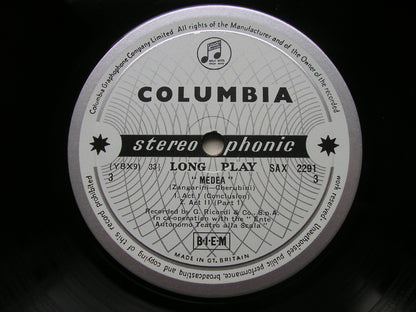 Columbia Graphophone Company Limited. All rights of the Manufacturer and of the Owner of the recorded
work reserved. Unauthorised public performance, broadcasting and copying of this record prohibited
COLUMBIA
stereophonic
(YBX9) 33⅓ LONG PLAY SAX 2291
3 3
"MEDEA"
(Zangarini—Cherubini)
1. Act I (Conclusion)
2. Act II (Part 1)
Recorded by G. Ricordi & Co., S.p.A.
in co-operation with the "Ente
Autonomo Teatro alla Scala"
B·I·E·M
MADE IN GT. BRITAIN